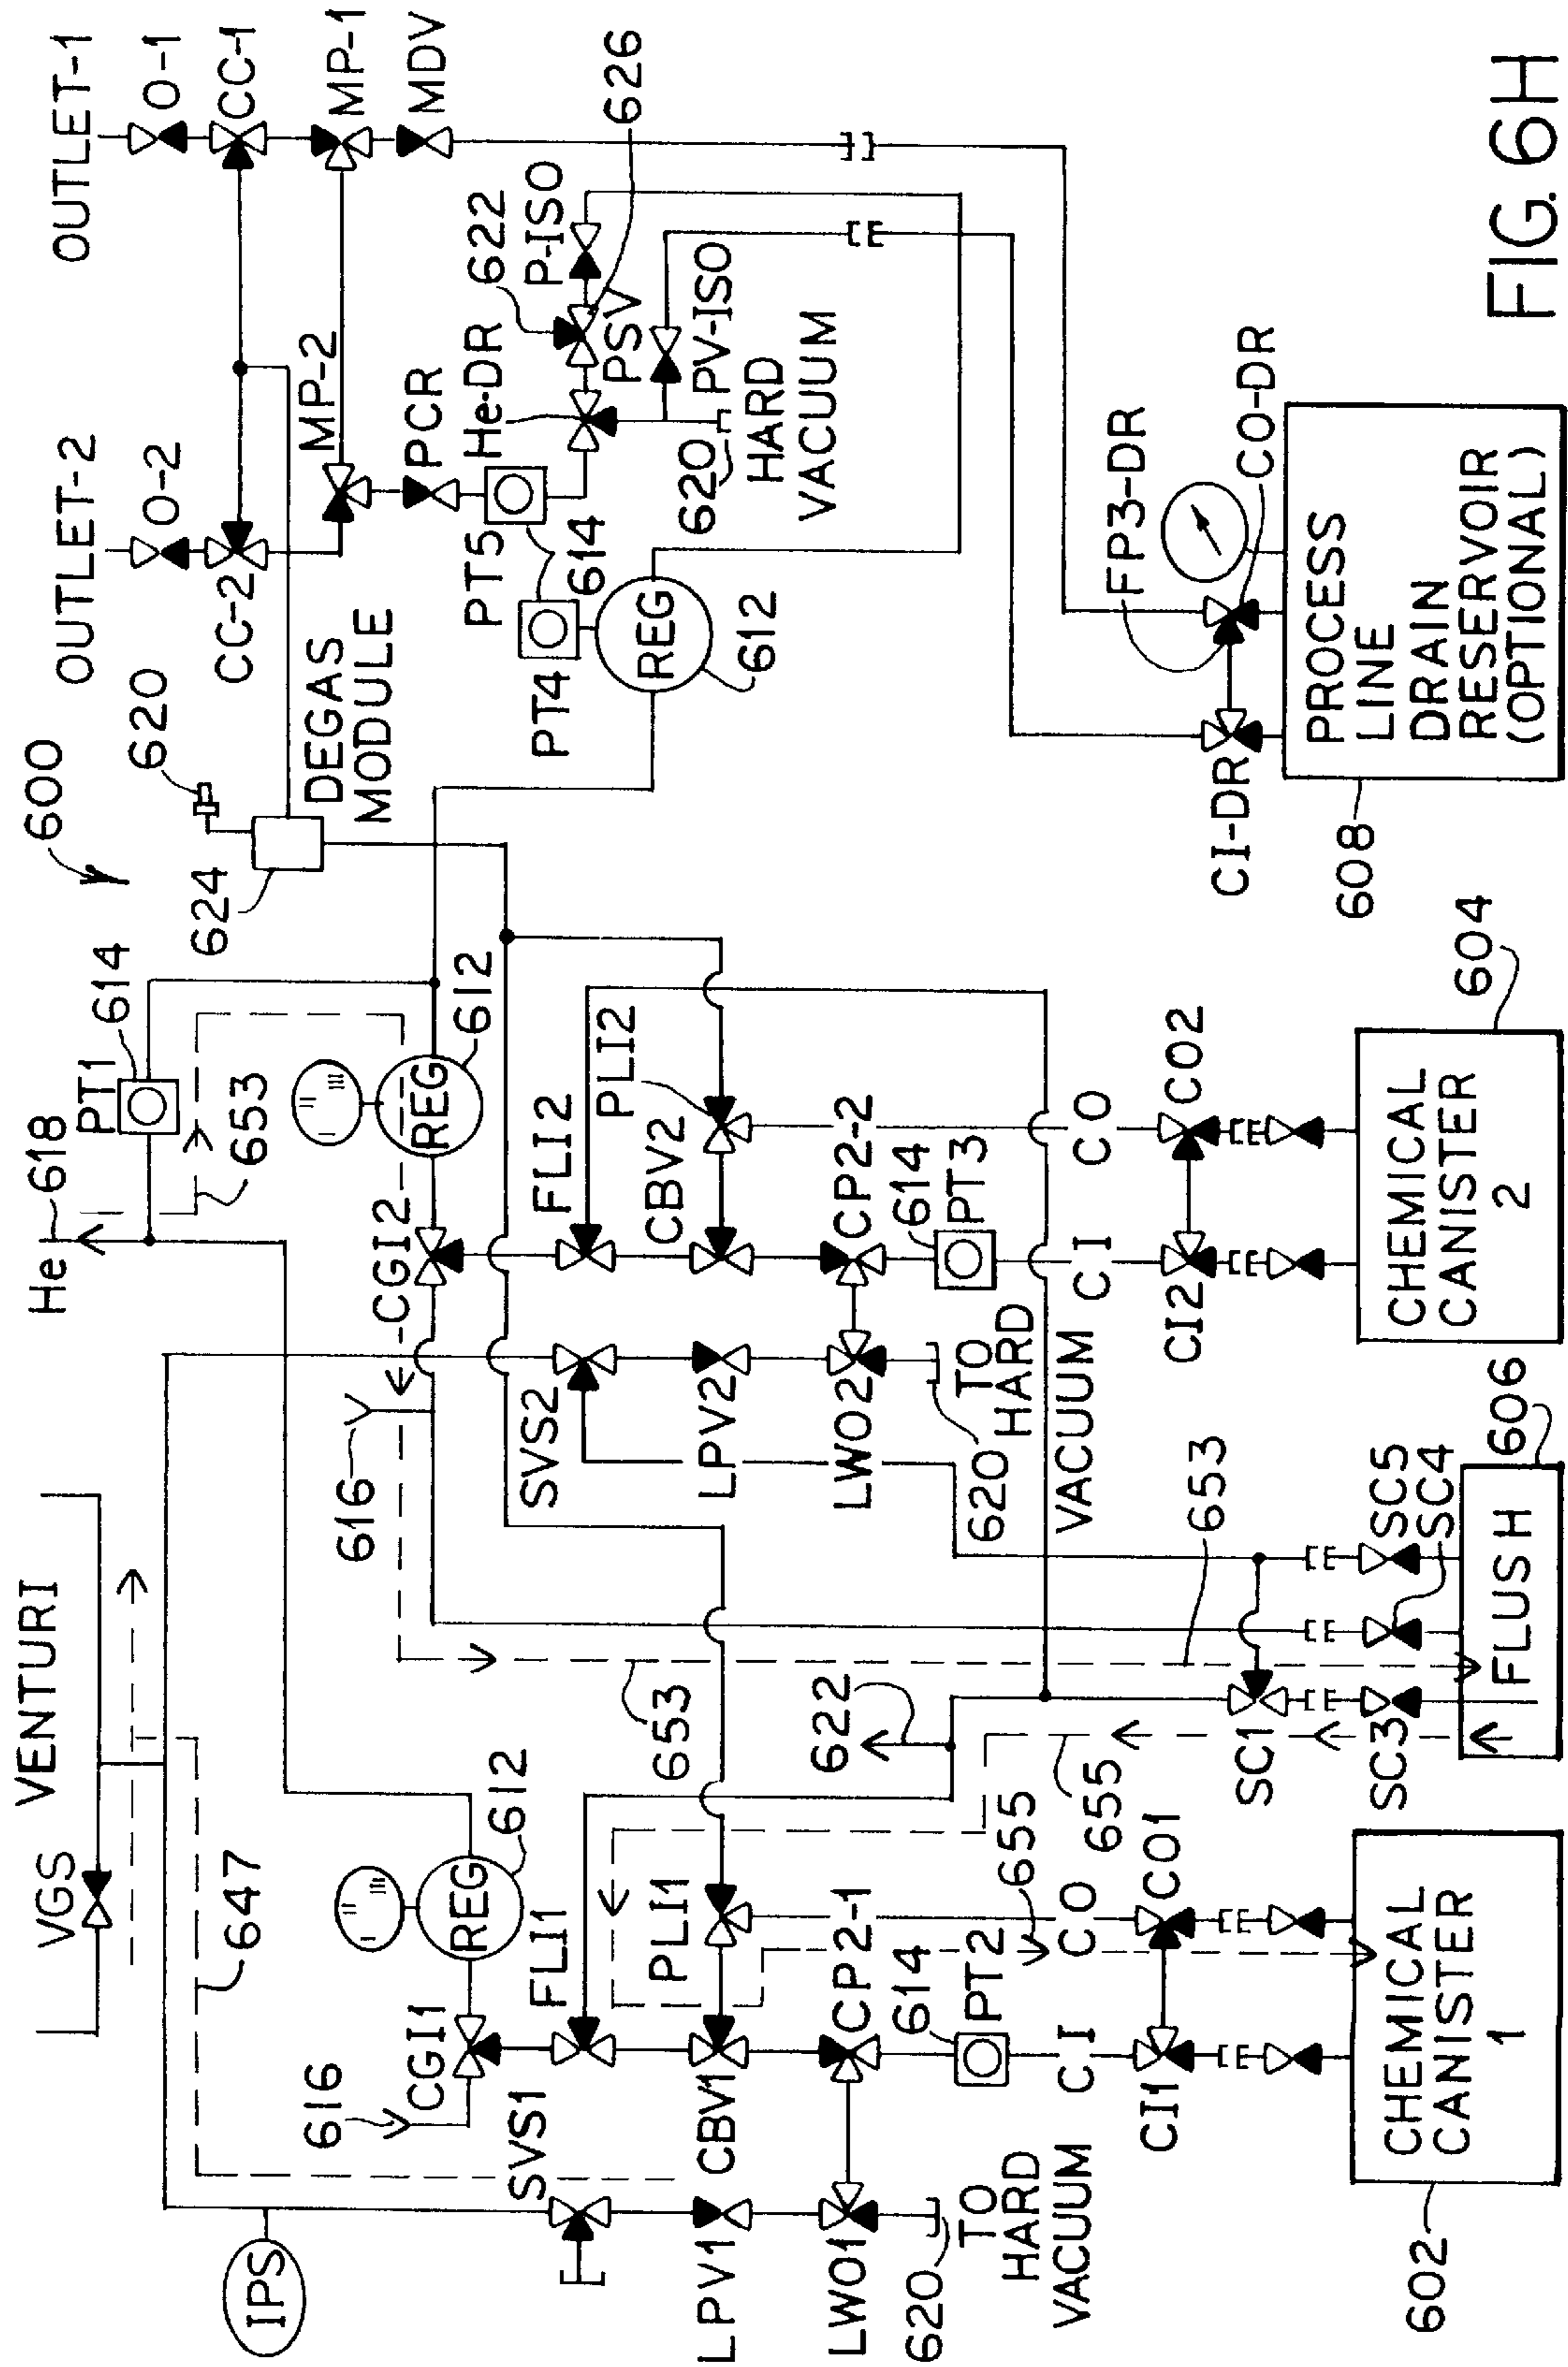 600
FIG. 6H
VENTURI
VGS
647
IPS
616
SVS1
LPV1
LW01
620
TO
HARD
VACUUM
CGI1
REG
612
FLI1
PLI1
CBV1
CP2-1
614
PT2
CI
CO
655
CI1
C01
CHEMICAL
CANISTER
1
602
He
618
PT1
614
653
616
CGI2
REG
612
SVS2
LPV2
LW02
620
TO
HARD
VACUUM
FLI2
PLI2
CBV2
CP2-2
614
PT3
CI
CO
CI2
C02
CHEMICAL
CANISTER
2
604
653
622
655
653
SC1
SC3
SC5
SC4
FLUSH
606
620
624
DEGAS
MODULE
OUTLET-2
O-2
CC-2
OUTLET-1
O-1
CC-1
MP-1
MDV
MP-2
PCR
PT5
614
PT4
REG
612
He-DR
622
P-ISO
626
PSV
PV-ISO
620
HARD
VACUUM
FP3-DR
CO-DR
CI-DR
PROCESS
LINE
DRAIN
RESERVOIR
(OPTIONAL)
608